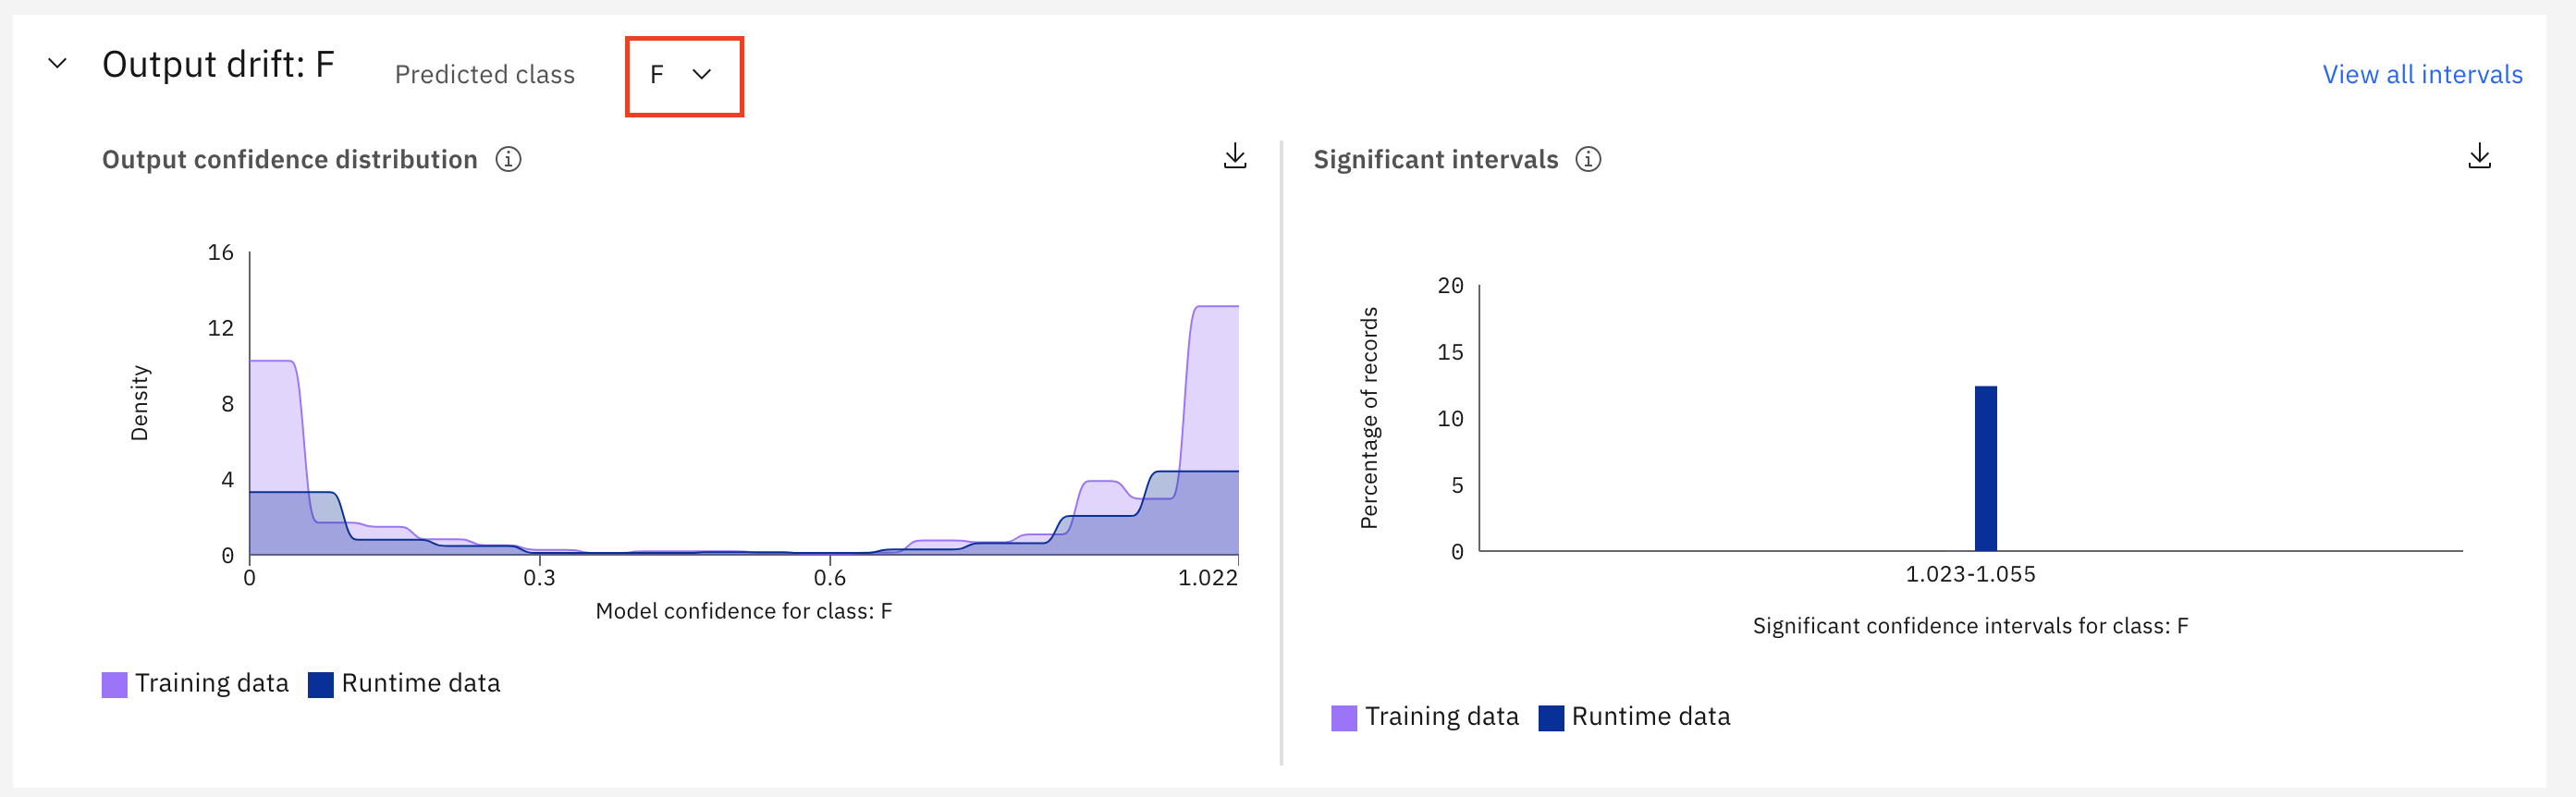 Output drift: F
Predicted class
F
View all intervals
Output confidence distribution
16
12
8
4
0
Density
0
0.3
0.6
1.022
Model confidence for class: F
Training data
Runtime data
Significant intervals
20
15
10
5
0
Percentage of records
1.023-1.055
Significant confidence intervals for class: F
Training data
Runtime data